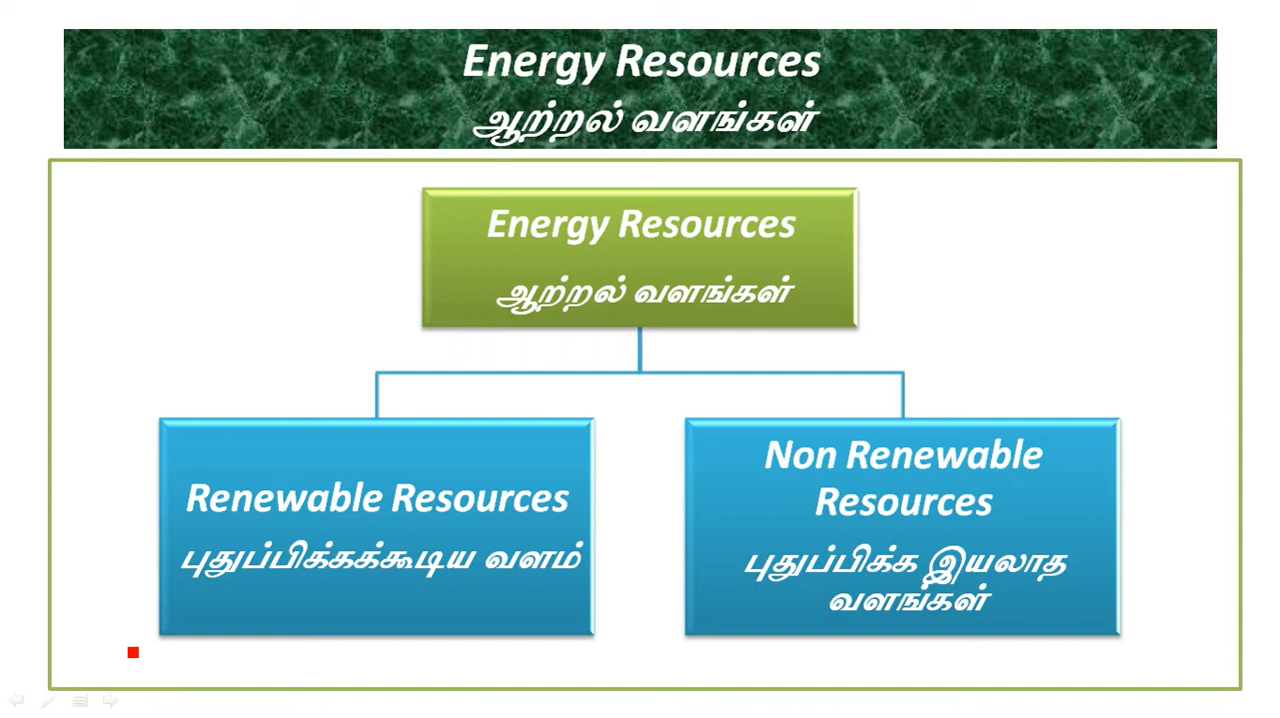 Energy Resources
ஆற்றல் வளங்கள்
Energy Resources
ஆற்றல் வளங்கள்
Renewable Resources
புதுப்பிக்கக்கூடிய வளம்
Non Renewable
Resources
புதுப்பிக்க இயலாத
வளங்கள்